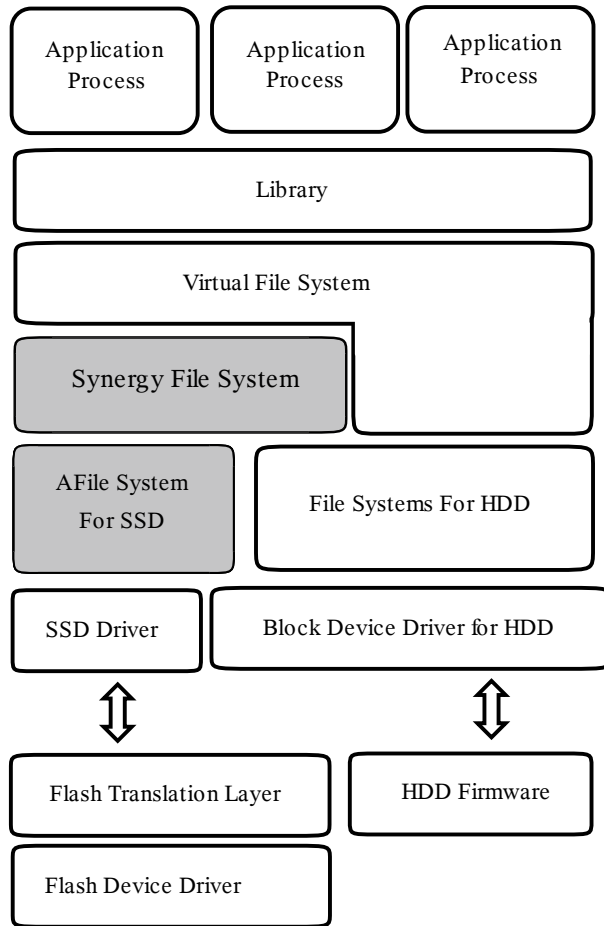 Application
Process
Application
Process
Application
Process
Library
Virtual File System
Synergy File System
AFile System
For SSD
File Systems For HDD
SSD Driver
Block Device Driver for HDD
Flash Translation Layer
HDD Firmware
Flash Device Driver